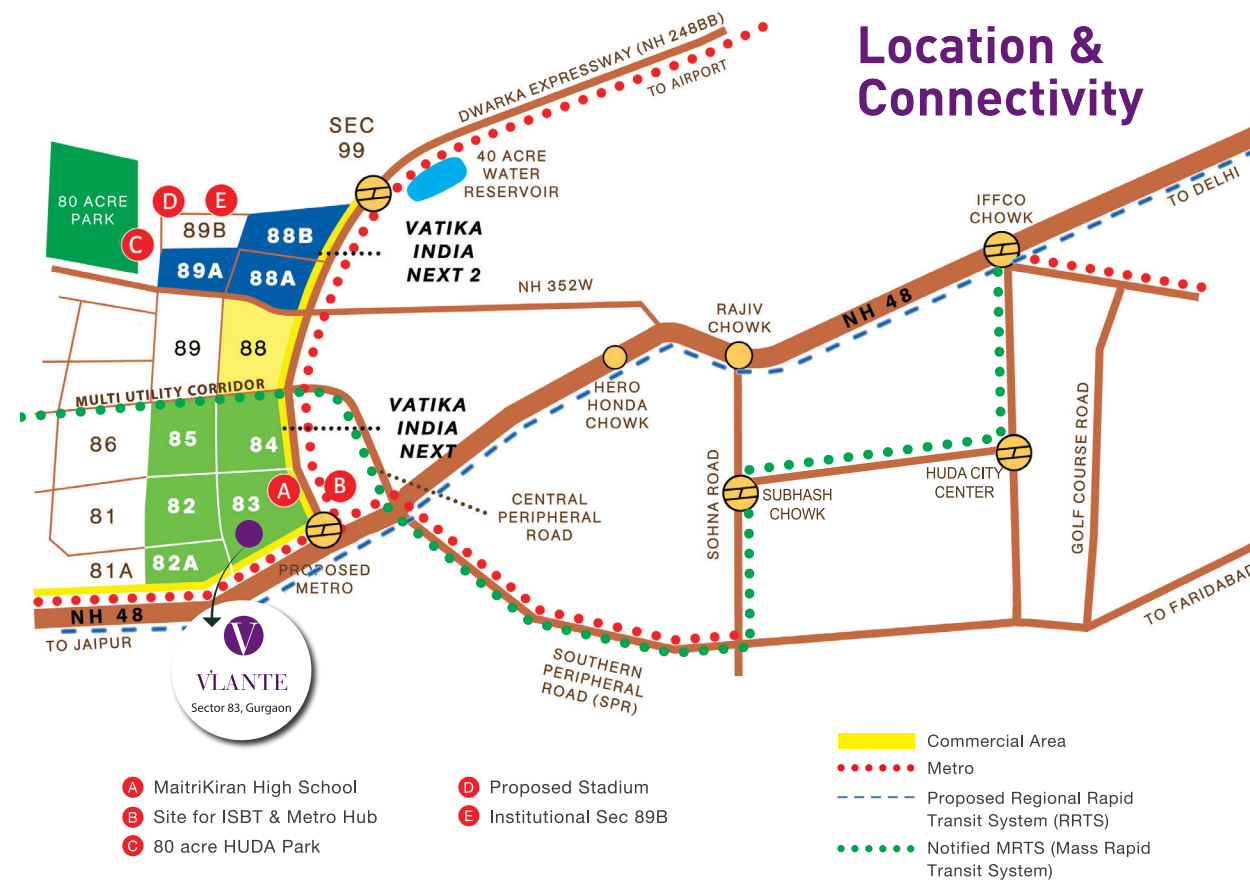 Location &
Connectivity
DWARKA EXPRESSWAY (NH 248BB)
TO AIRPORT
SEC
99
40 ACRE
WATER
RESERVOIR
80 ACRE
PARK
D
E
C
89B
88B
89A
88A
VATIKA
INDIA
NEXT 2
IFFCO
CHOWK
TO DELHI
NH 352W
RAJIV
CHOWK
NH 48
89
88
HERO
HONDA
CHOWK
MULTI UTILITY CORRIDOR
VATIKA
INDIA
NEXT
86
85
84
A
B
81
82
83
CENTRAL
PERIPHERAL
ROAD
SOHNA ROAD
SUBHASH
CHOWK
HUDA CITY
CENTER
GOLF COURSE ROAD
81A
82A
PROPOSED
METRO
NH 48
TO JAIPUR
TO FARIDABAD
SOUTHERN
PERIPHERAL
ROAD (SPR)
V
V'LANTE
Sector 83, Gurgaon
A MaitriKiran High School
B Site for ISBT & Metro Hub
C 80 acre HUDA Park
D Proposed Stadium
E Institutional Sec 89B
Commercial Area
Metro
Proposed Regional Rapid
Transit System (RRTS)
Notified MRTS (Mass Rapid
Transit System)